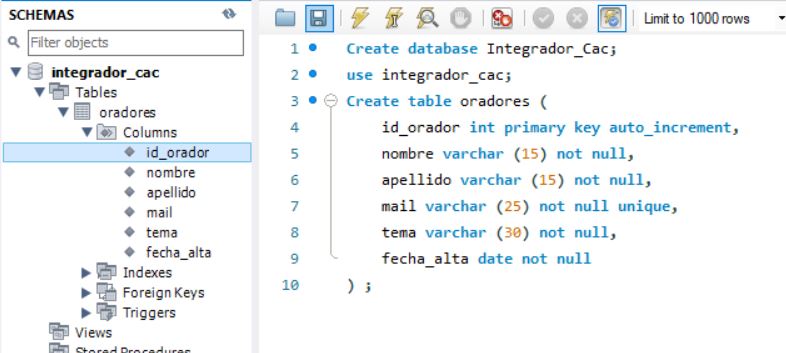 SCHEMAS
Filter objects
integrador_cac
Tables
oradores
Columns
id_orador
nombre
apellido
mail
tema
fecha_alta
Indexes
Foreign Keys
Triggers
Views
Stored Procedures
Limit to 1000 rows
1 Create database Integrador_Cac;
2 use integrador_cac;
3 Create table oradores (
4 id_orador int primary key auto_increment,
5 nombre varchar (15) not null,
6 apellido varchar (15) not null,
7 mail varchar (25) not null unique,
8 tema varchar (30) not null,
9 fecha_alta date not null
10 ) ;